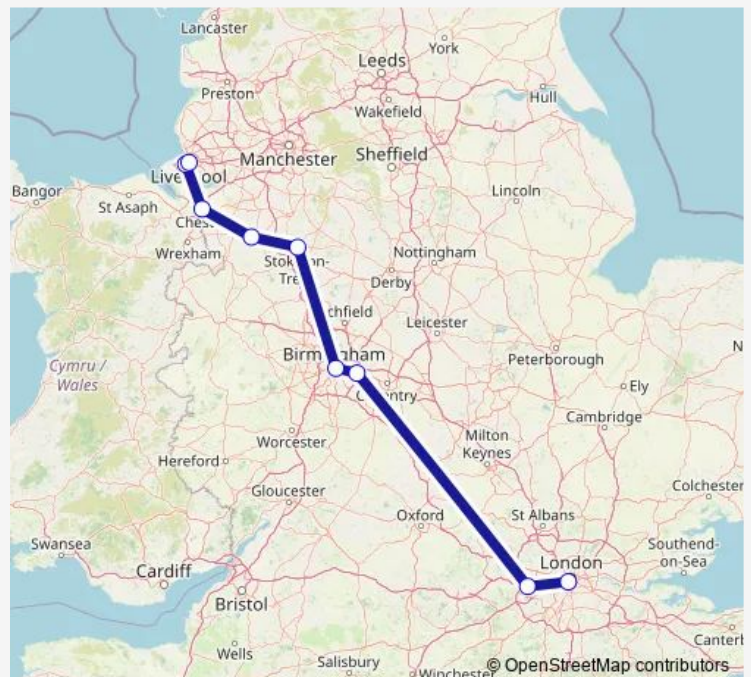 Lancaster
York
Leeds
Preston
Hull
Wakefield
Manchester
Sheffield
Bangor
St Asaph
Lincoln
Wrexham
Nottingham
Derby
Leicester
Peterborough
Cymru /
Wales
Ely
Worcester
Milton
Keynes
Cambridge
Hereford
Gloucester
Colchester
Oxford
St Albans
Swansea
Cardiff
London
Southend-
on-Sea
Bristol
Wells
Salisbury
Winchester
© OpenStreetMap contributors